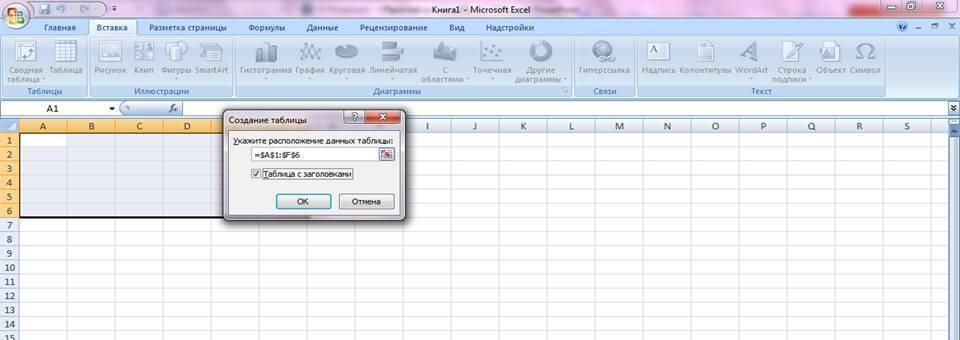 Книга1 - Microsoft Excel
Главная Вставка Разметка страницы Формулы Данные Рецензирование Вид Надстройки
Сводная таблица Таблица Рисунок Клип Фигуры SmartArt Гистограмма График Круговая Линейчатая С областями Точечная Другие диаграммы Гиперссылка Надпись Колонтитулы WordArt Строка подписи Объект Символ
Таблицы Иллюстрации Диаграммы Связи Текст
A1 fx
A B C D I J K L M N O P Q R S
Создание таблицы
Укажите расположение данных таблицы:
=$A$1:$F$6
Таблица с заголовками
ОК Отмена
1
2
3
4
5
6
7
8
9
10
11
12
13
14
15